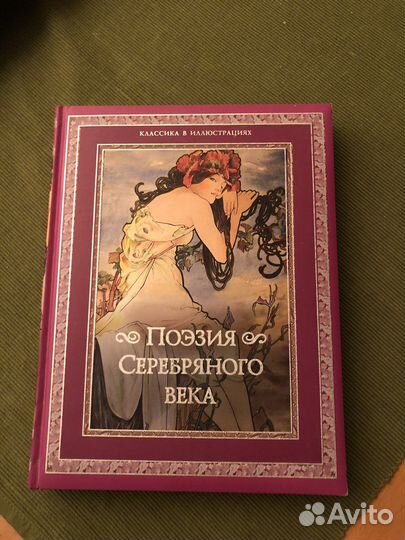 КЛАССИКА В ИЛЛЮСТРАЦИЯХ
ПОЭЗИЯ
СЕРЕБРЯНОГО
ВЕКА
Avito